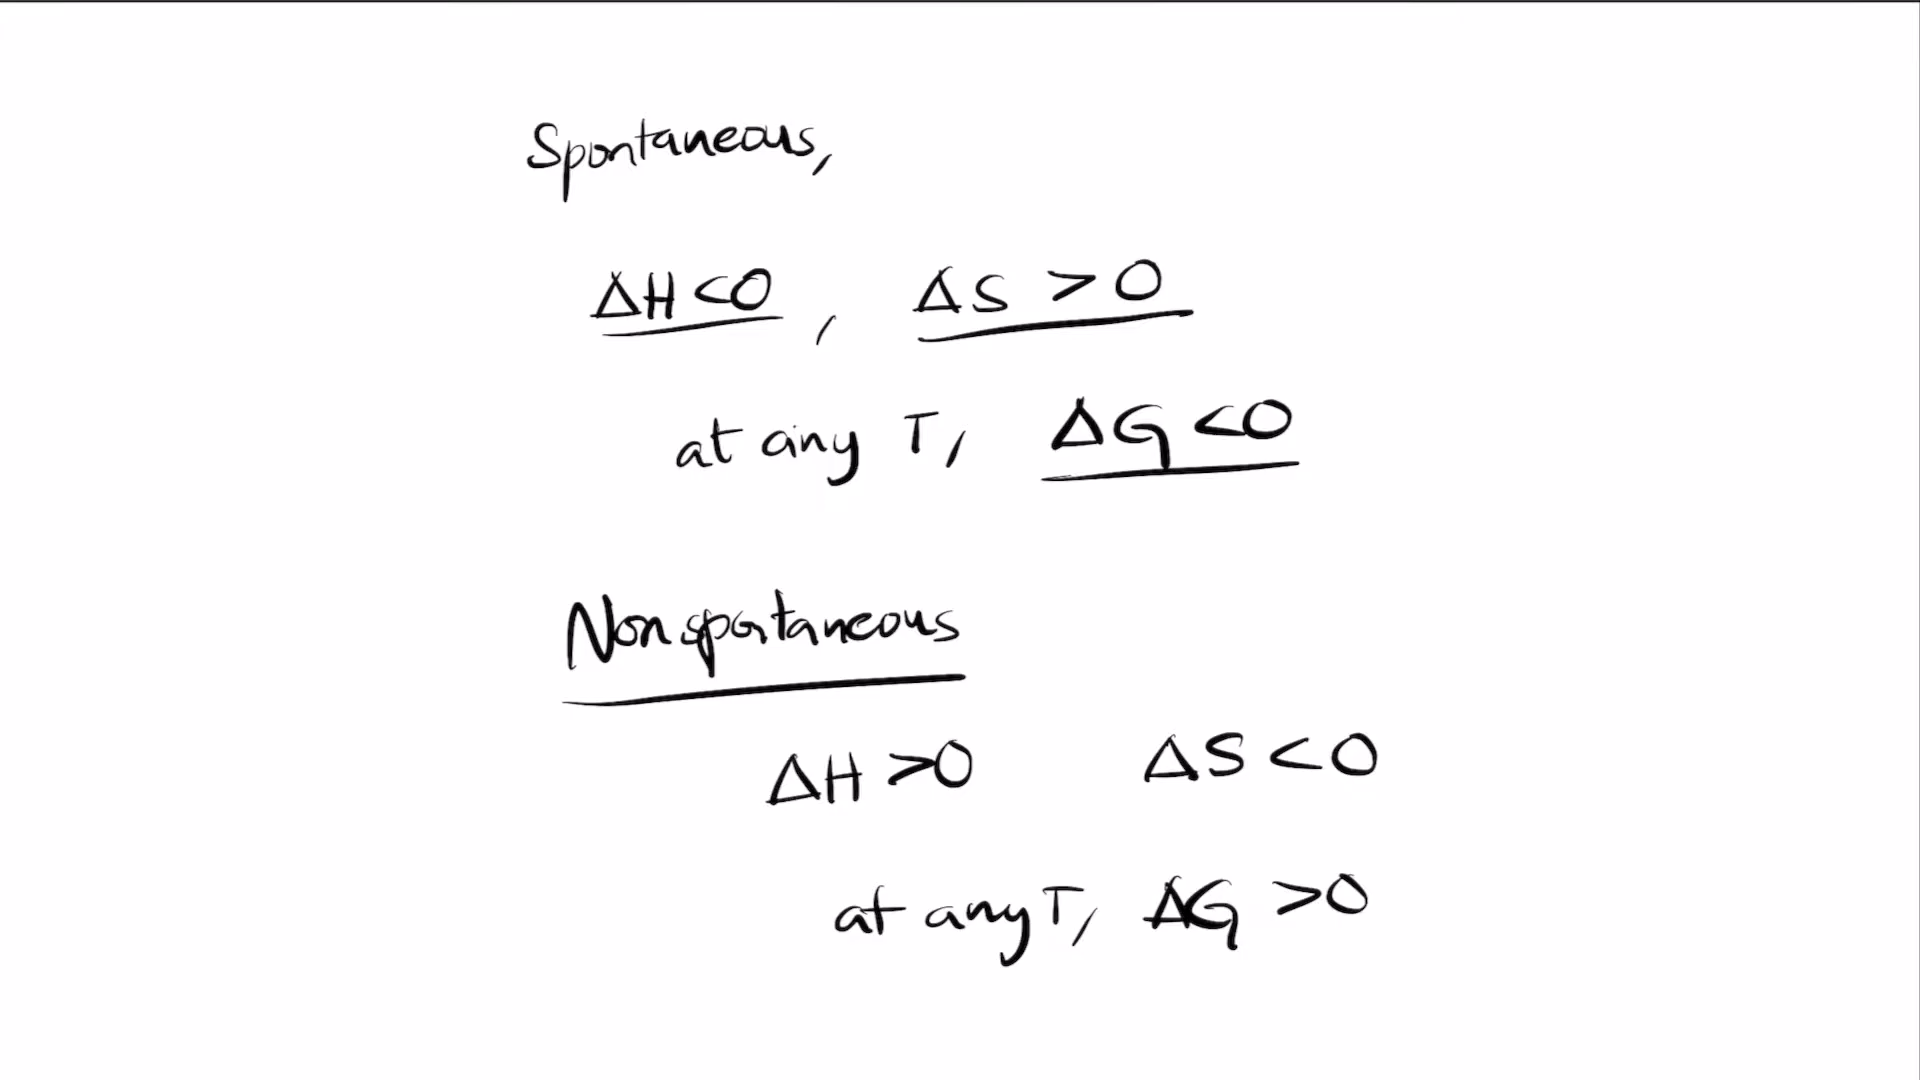 Spontaneous,
ΔH<0, ΔS >0
at any T, ΔG<0
Nonspontaneous
ΔH >0 ΔS<0
at any T, ΔG >0